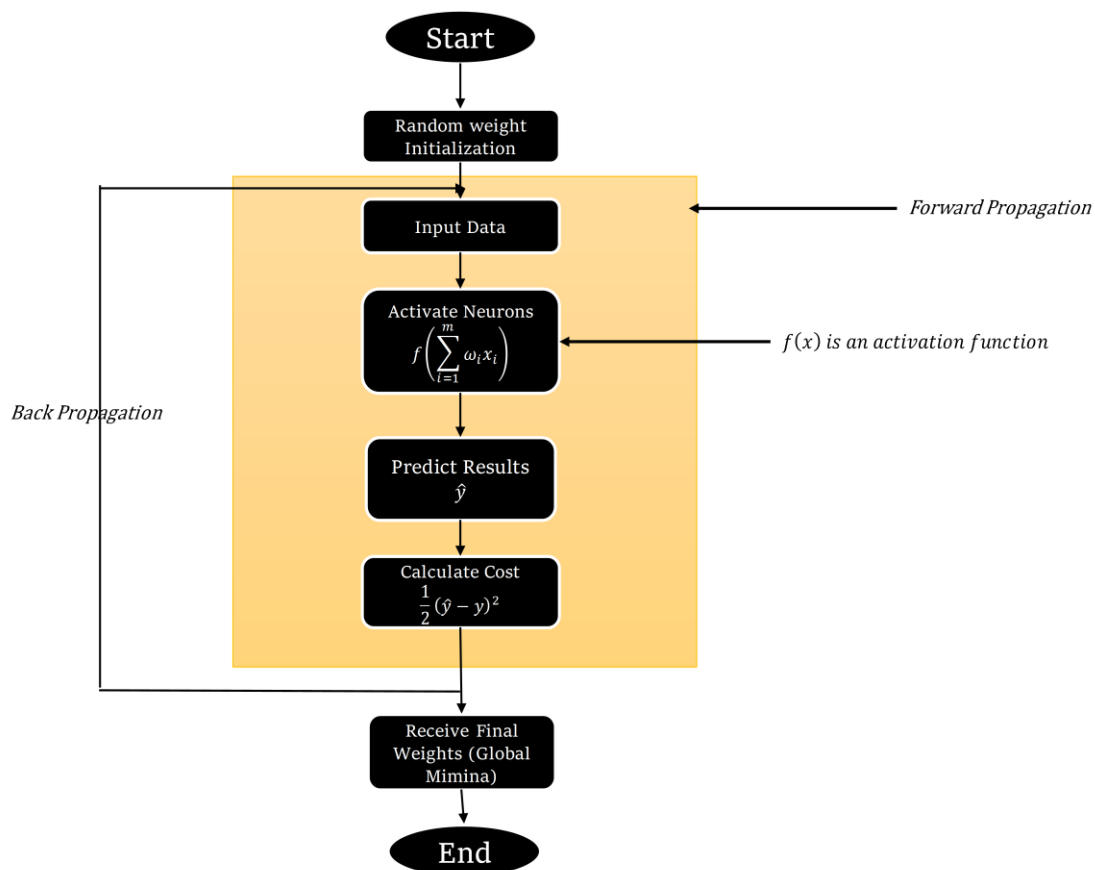 Start
Random weight
Initialization
Forward Propagation
Input Data
Activate Neurons
f(∑_{i=1}^{m} ω_i x_i)
f(x) is an activation function
Back Propagation
Predict Results
ŷ
Calculate Cost
1/2 (ŷ − y)²
Receive Final
Weights (Global
Mimina)
End